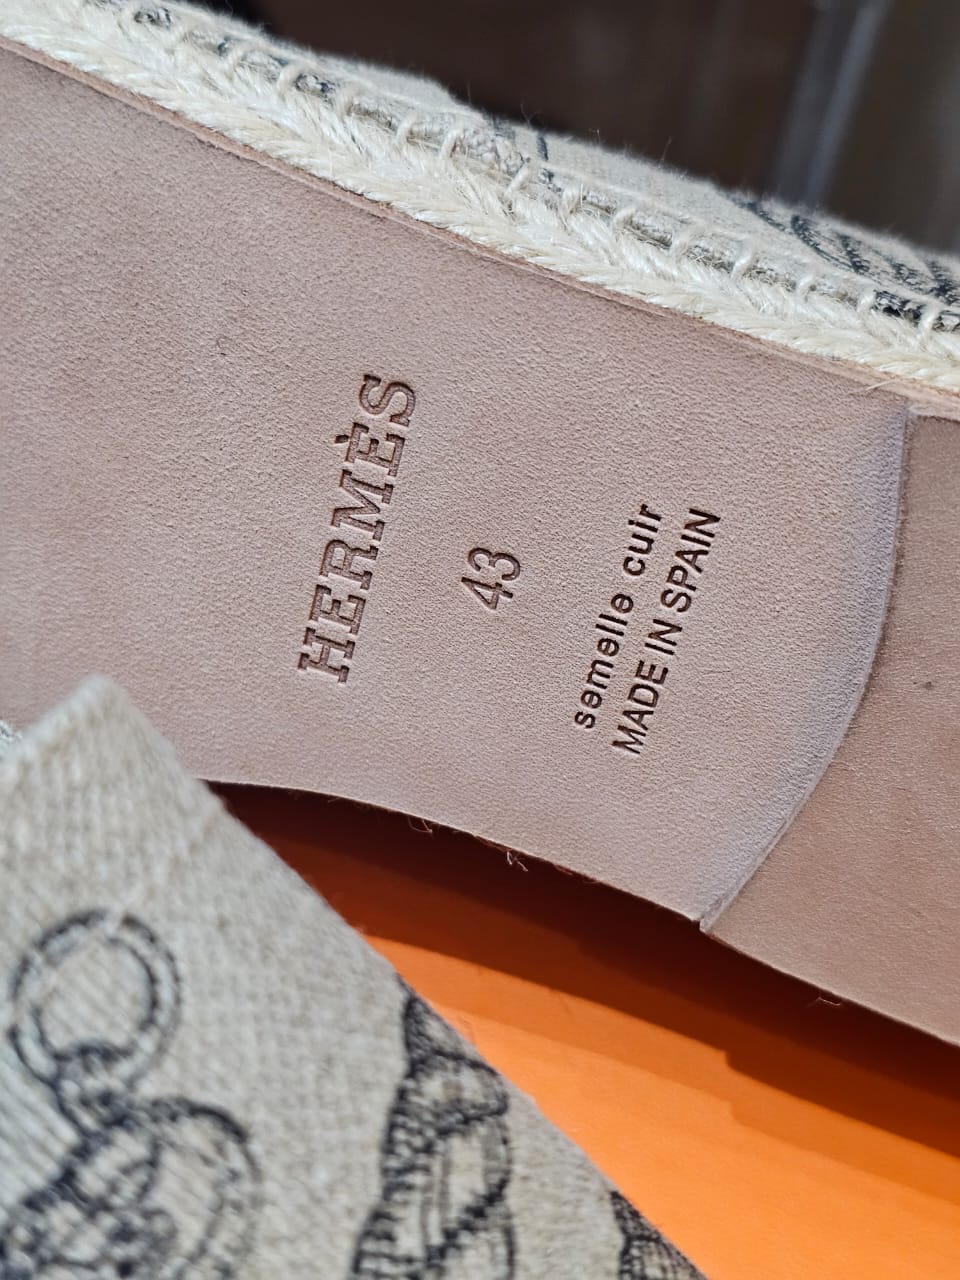 HERMÈS
43
semelle cuir
MADE IN SPAIN